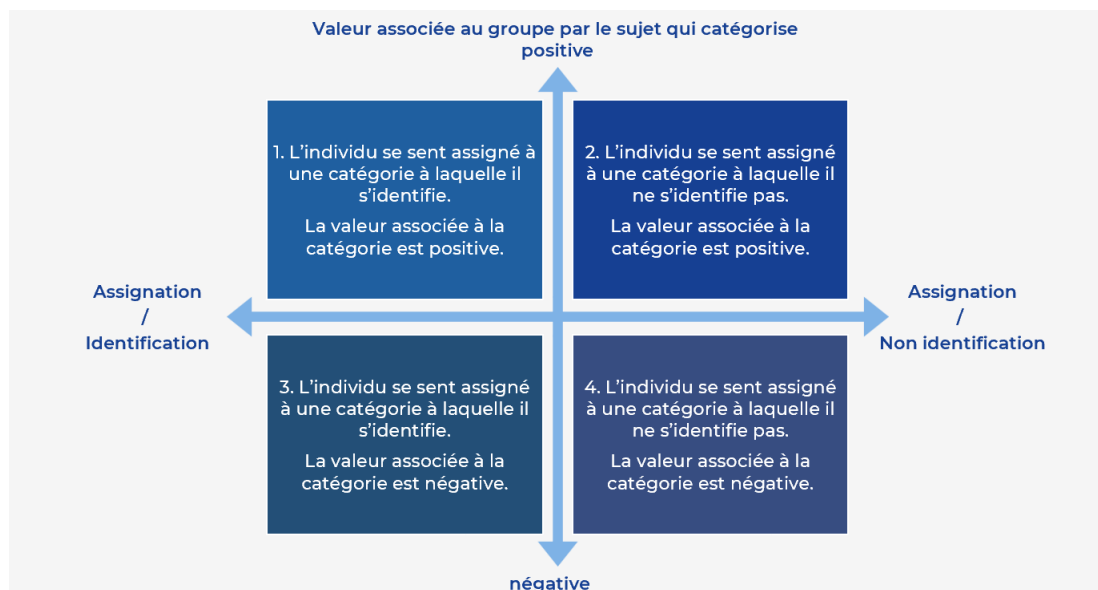 Valeur associée au groupe par le sujet qui catégorise
positive
1. L’individu se sent assigné à
une catégorie à laquelle il
s’identifie.
La valeur associée à la
catégorie est positive.
2. L’individu se sent assigné
à une catégorie à laquelle il
ne s’identifie pas.
La valeur associée à la
catégorie est positive.
Assignation
/
Identification
Assignation
/
Non identification
3. L’individu se sent assigné
à une catégorie à laquelle il
s’identifie.
La valeur associée à la
catégorie est négative.
4. L’individu se sent assigné
à une catégorie à laquelle il
ne s’identifie pas.
La valeur associée à la
catégorie est négative.
négative